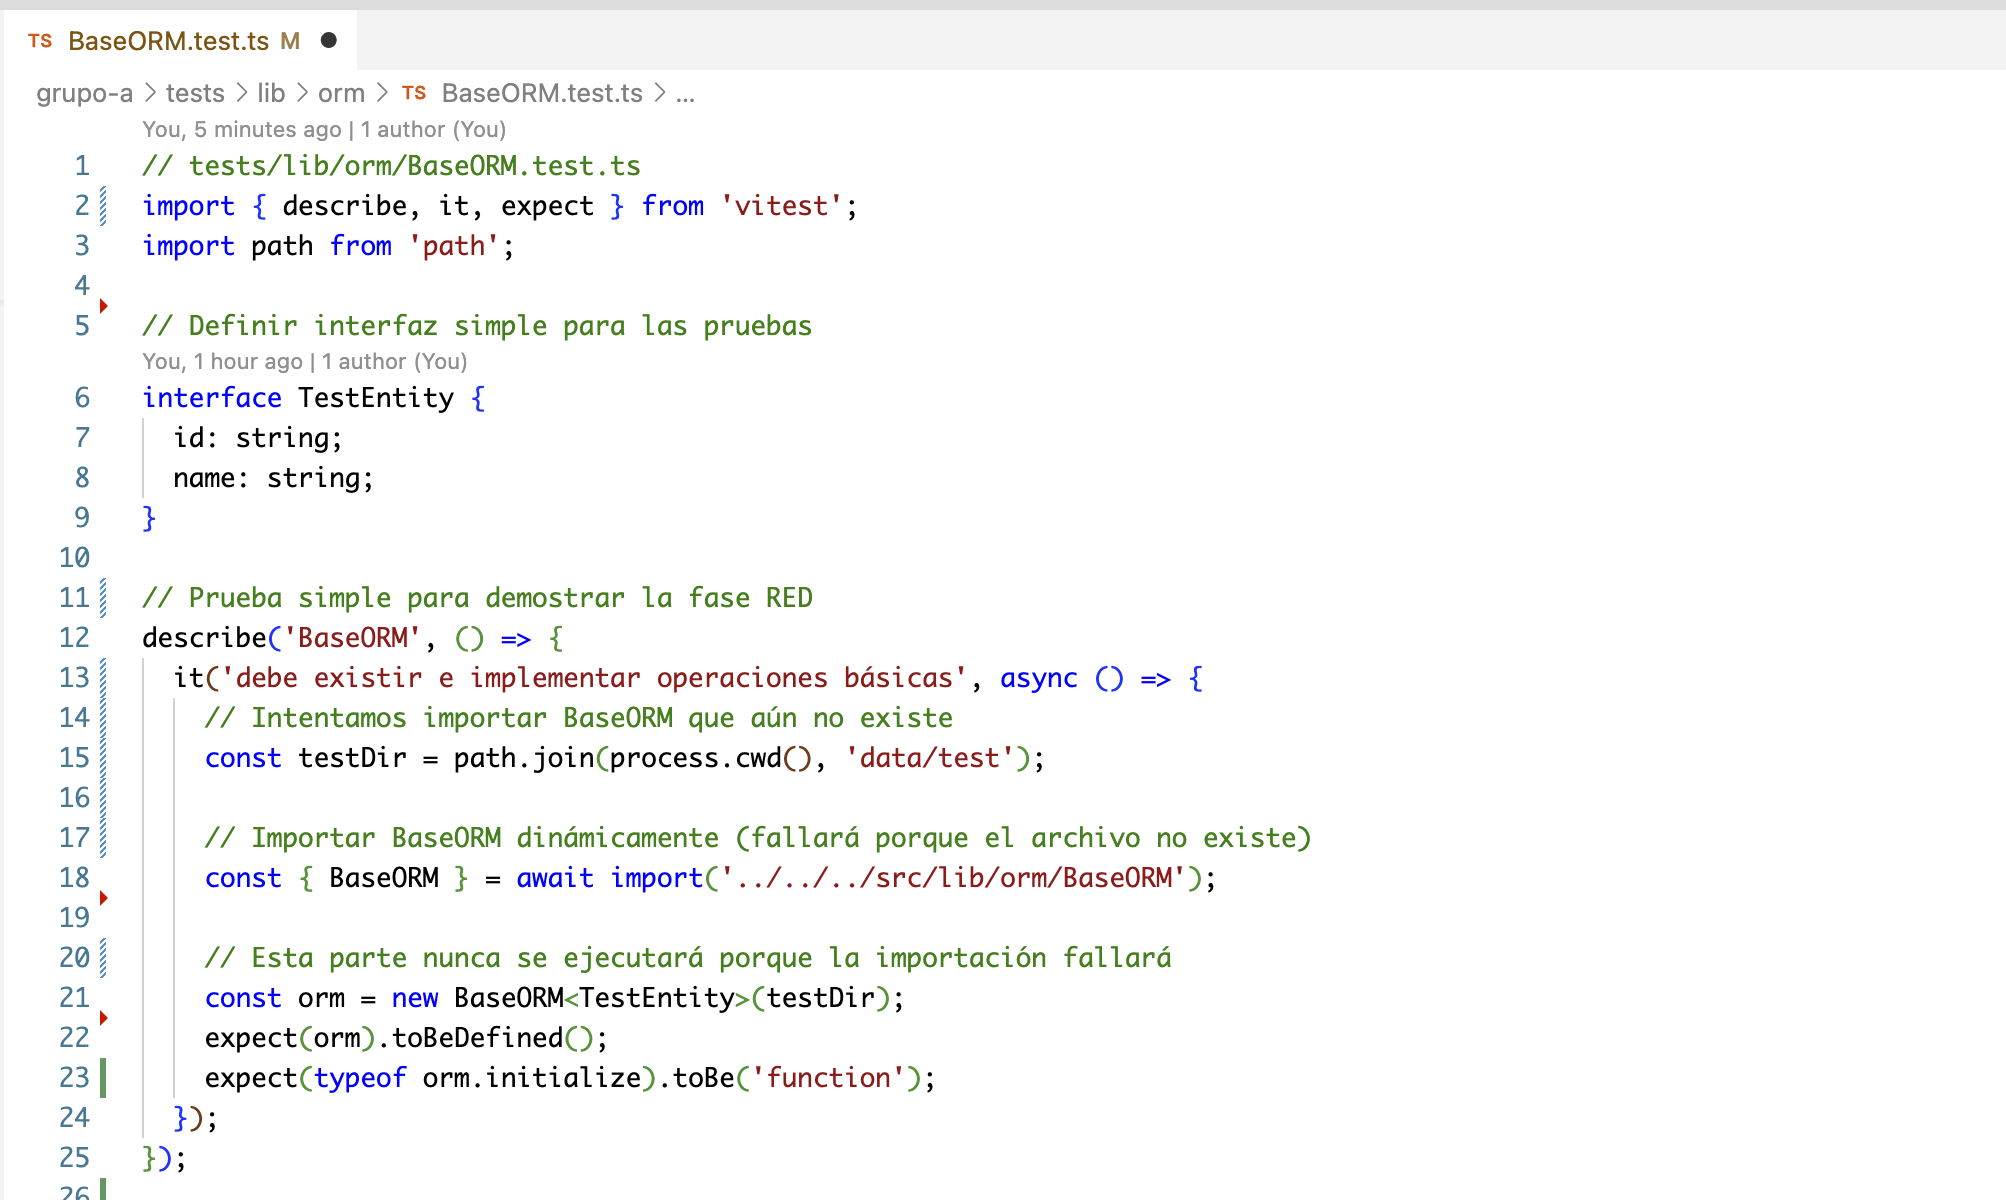 TS BaseORM.test.ts M
grupo-a > tests > lib > orm > TS BaseORM.test.ts > ...
You, 5 minutes ago | 1 author (You)
1 // tests/lib/orm/BaseORM.test.ts
2 import { describe, it, expect } from 'vitest';
3 import path from 'path';
4
5 // Definir interfaz simple para las pruebas
You, 1 hour ago | 1 author (You)
6 interface TestEntity {
7 id: string;
8 name: string;
9 }
10
11 // Prueba simple para demostrar la fase RED
12 describe('BaseORM', () => {
13 it('debe existir e implementar operaciones básicas', async () => {
14 // Intentamos importar BaseORM que aún no existe
15 const testDir = path.join(process.cwd(), 'data/test');
16
17 // Importar BaseORM dinámicamente (fallará porque el archivo no existe)
18 const { BaseORM } = await import('../../../src/lib/orm/BaseORM');
19
20 // Esta parte nunca se ejecutará porque la importación fallará
21 const orm = new BaseORM<TestEntity>(testDir);
22 expect(orm).toBeDefined();
23 expect(typeof orm.initialize).toBe('function');
24 });
25 });
26